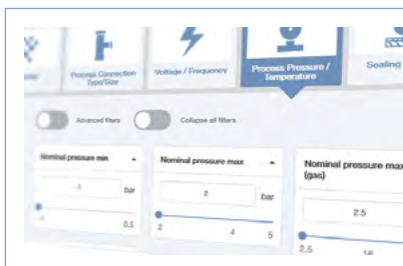 Process Connection
Type/Size
Voltage / Frequency
Process Pressure /
Temperature
Sealing
Advanced filters
Collapse all filters
Nominal pressure min
Nominal pressure max
Nominal pressure max
(gas)
-1 bar
2 bar
2.5
-1 0.5
2 4 5
2.5 16